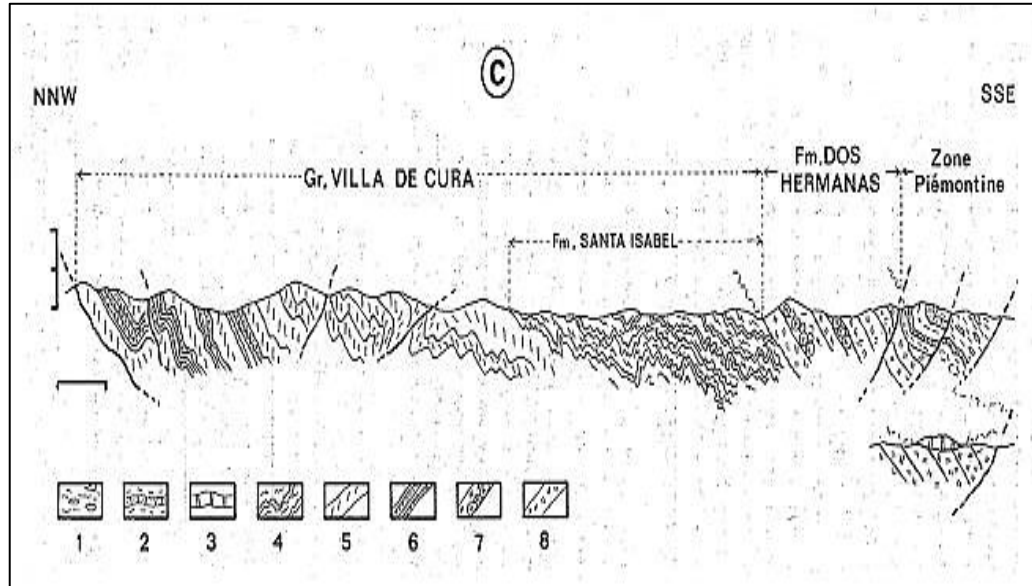 C
NNW
SSE
Gr, VILLA DE CURA
Fm, DOS
HERMANAS
Zone
Piémontine
Fm, SANTA ISABEL
1 2 3 4 5 6 7 8